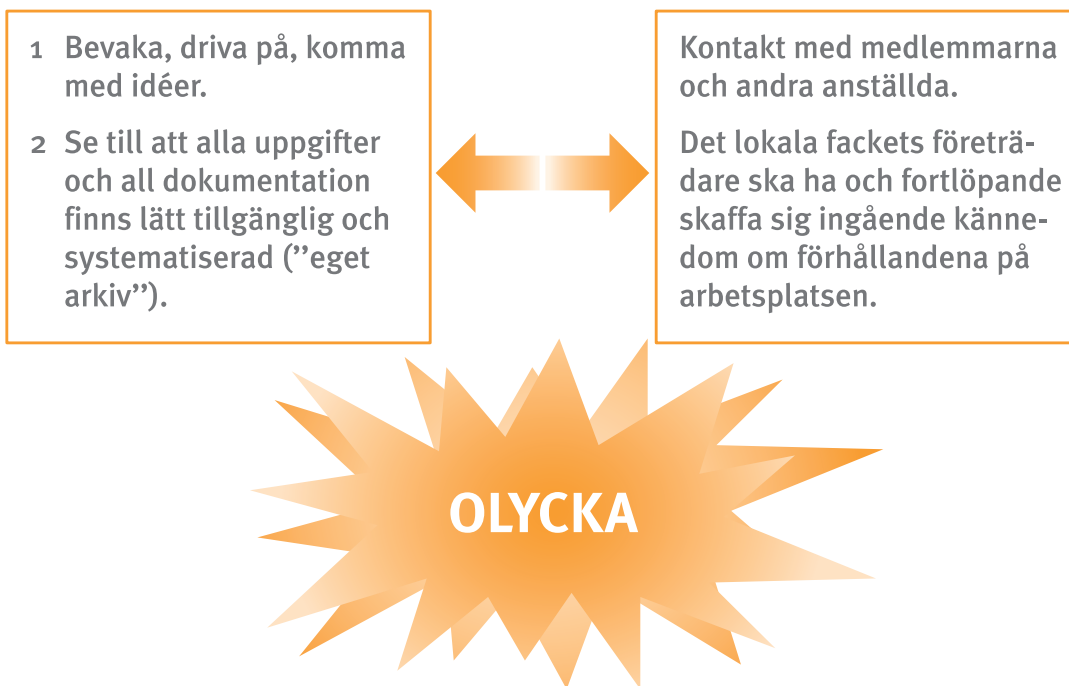 1 Bevaka, driva på, komma
med idéer.
2 Se till att alla uppgifter
och all dokumentation
finns lätt tillgänglig och
systematiserad (”eget
arkiv”).
Kontakt med medlemmarna
och andra anställda.
Det lokala fackets företrä-
dare ska ha och fortlöpande
skaffa sig ingående känne-
dom om förhållandena på
arbetsplatsen.
OLYCKA